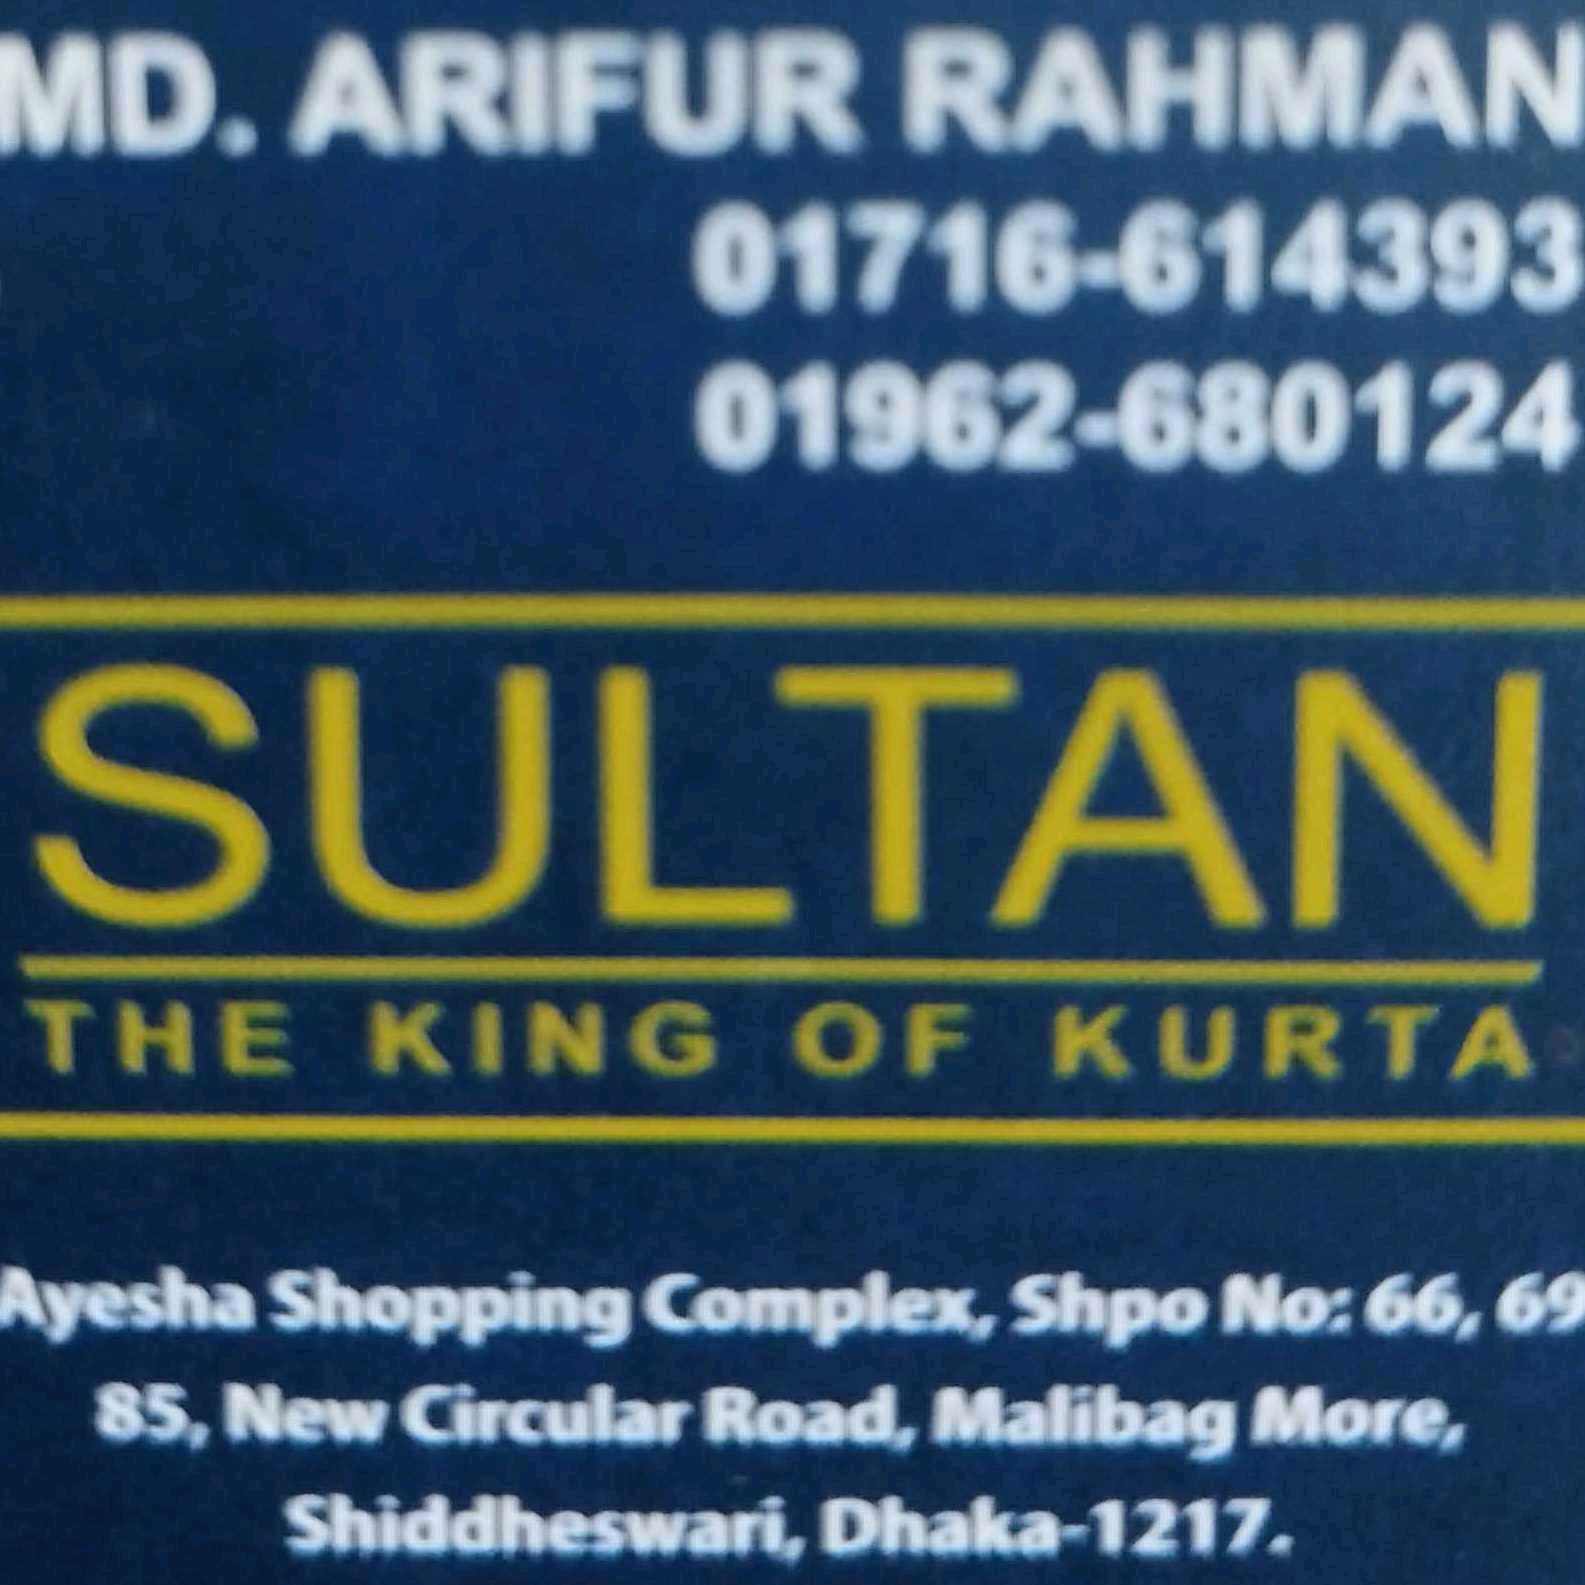 MD. ARIFUR RAHMAN
01716-614393
01962-680124
SULTAN
THE KING OF KURTA
Ayesha Shopping Complex, Shpo No: 66, 69
85, New Circular Road, Malibag More,
Shiddheswari, Dhaka-1217.